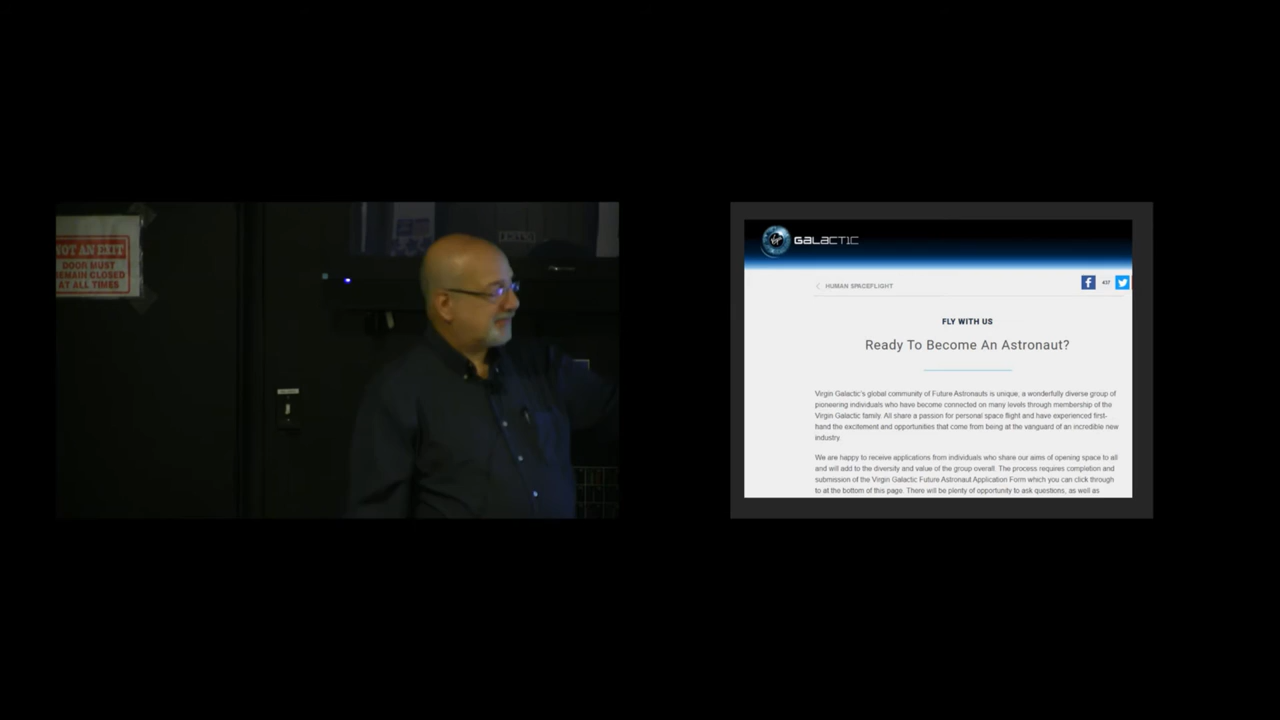 NOT AN EXIT
DOOR MUST
REMAIN CLOSED
AT ALL TIMES
Virgin GALACTIC
HUMAN SPACEFLIGHT
437
FLY WITH US
Ready To Become An Astronaut?
Virgin Galactic's global community of Future Astronauts is unique, a wonderfully diverse group of
pioneering individuals who have become connected on many levels through membership of the
Virgin Galactic family. All share a passion for personal space flight and have experienced first-
hand the excitement and opportunities that come from being at the vanguard of an incredible new
industry.
We are happy to receive applications from individuals who share our aims of opening space to all
and will add to the diversity and value of the group overall. The process requires completion and
submission of the Virgin Galactic Future Astronaut Application Form which you can click through
to at the bottom of this page. There will be plenty of opportunity to ask questions, as well as